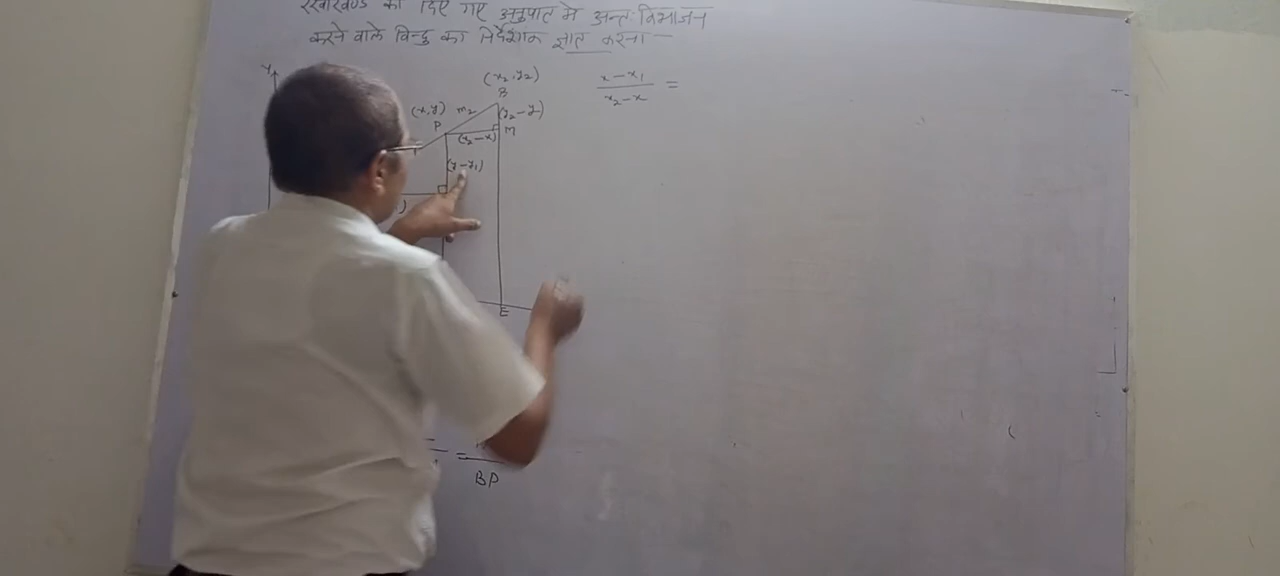 रेखाखण्ड को दिए गए अनुपात मे अन्तः विभाजन
करने वाले बिन्दु का निर्देशांक ज्ञात करना —
Y
(x₂, y₂)
B
(x, y) m₂
P
(y₂ - y)
M
(x₂ - x)
(y - y₁)
E
(x - x₁)/(x₂ - x) =
=
BP